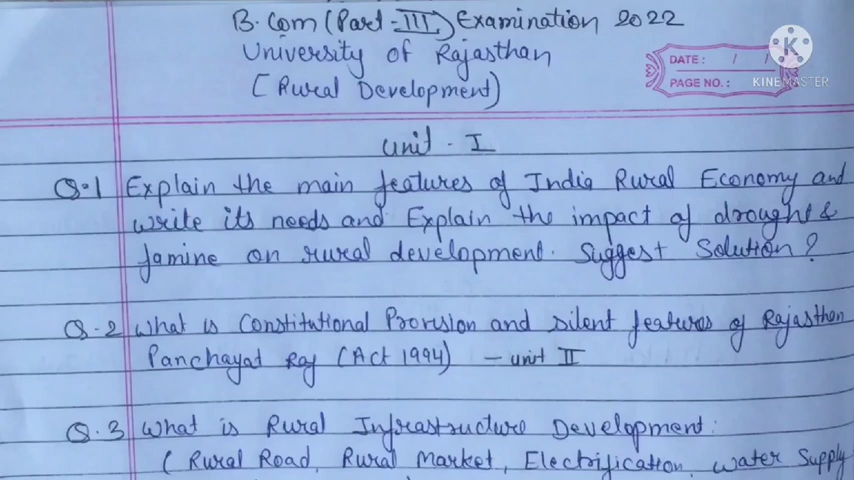 B.Com (Part-III) Examination 2022
University of Rajasthan
DATE: / /
PAGE NO.:
KINEMASTER
[Rural Development]
Unit - I
Q.1 Explain the main features of India Rural Economy and
write its needs and Explain the impact of drought &
famine on rural development. Suggest Solution?
Q.2 What is Constitutional Provision and Silent features of Rajasthan
Panchayat Raj (Act 1994) - unit II
Q.3 What is Rural Infrastructure Development:
(Rural Road, Rural Market, Electrification, Water Supply